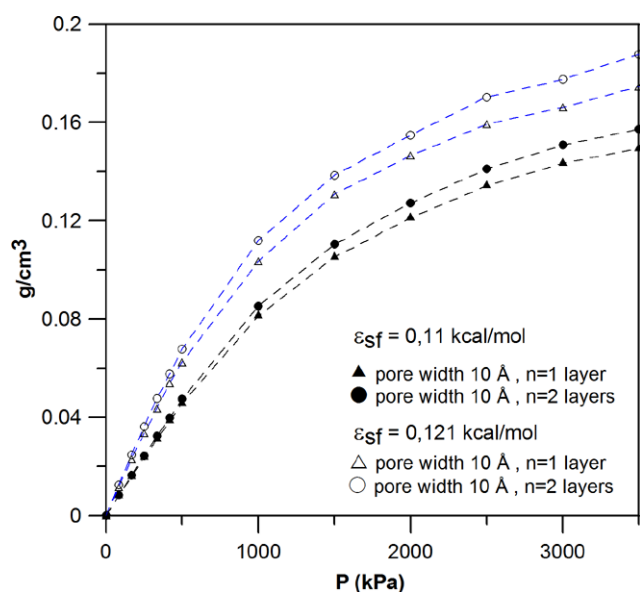 0.2
0.16
0.12
0.08
0.04
0
g/cm3
εsf = 0,11 kcal/mol
pore width 10 Å , n=1 layer
pore width 10 Å , n=2 layers
εsf = 0,121 kcal/mol
pore width 10 Å , n=1 layer
pore width 10 Å , n=2 layers
0 1000 2000 3000
P (kPa)